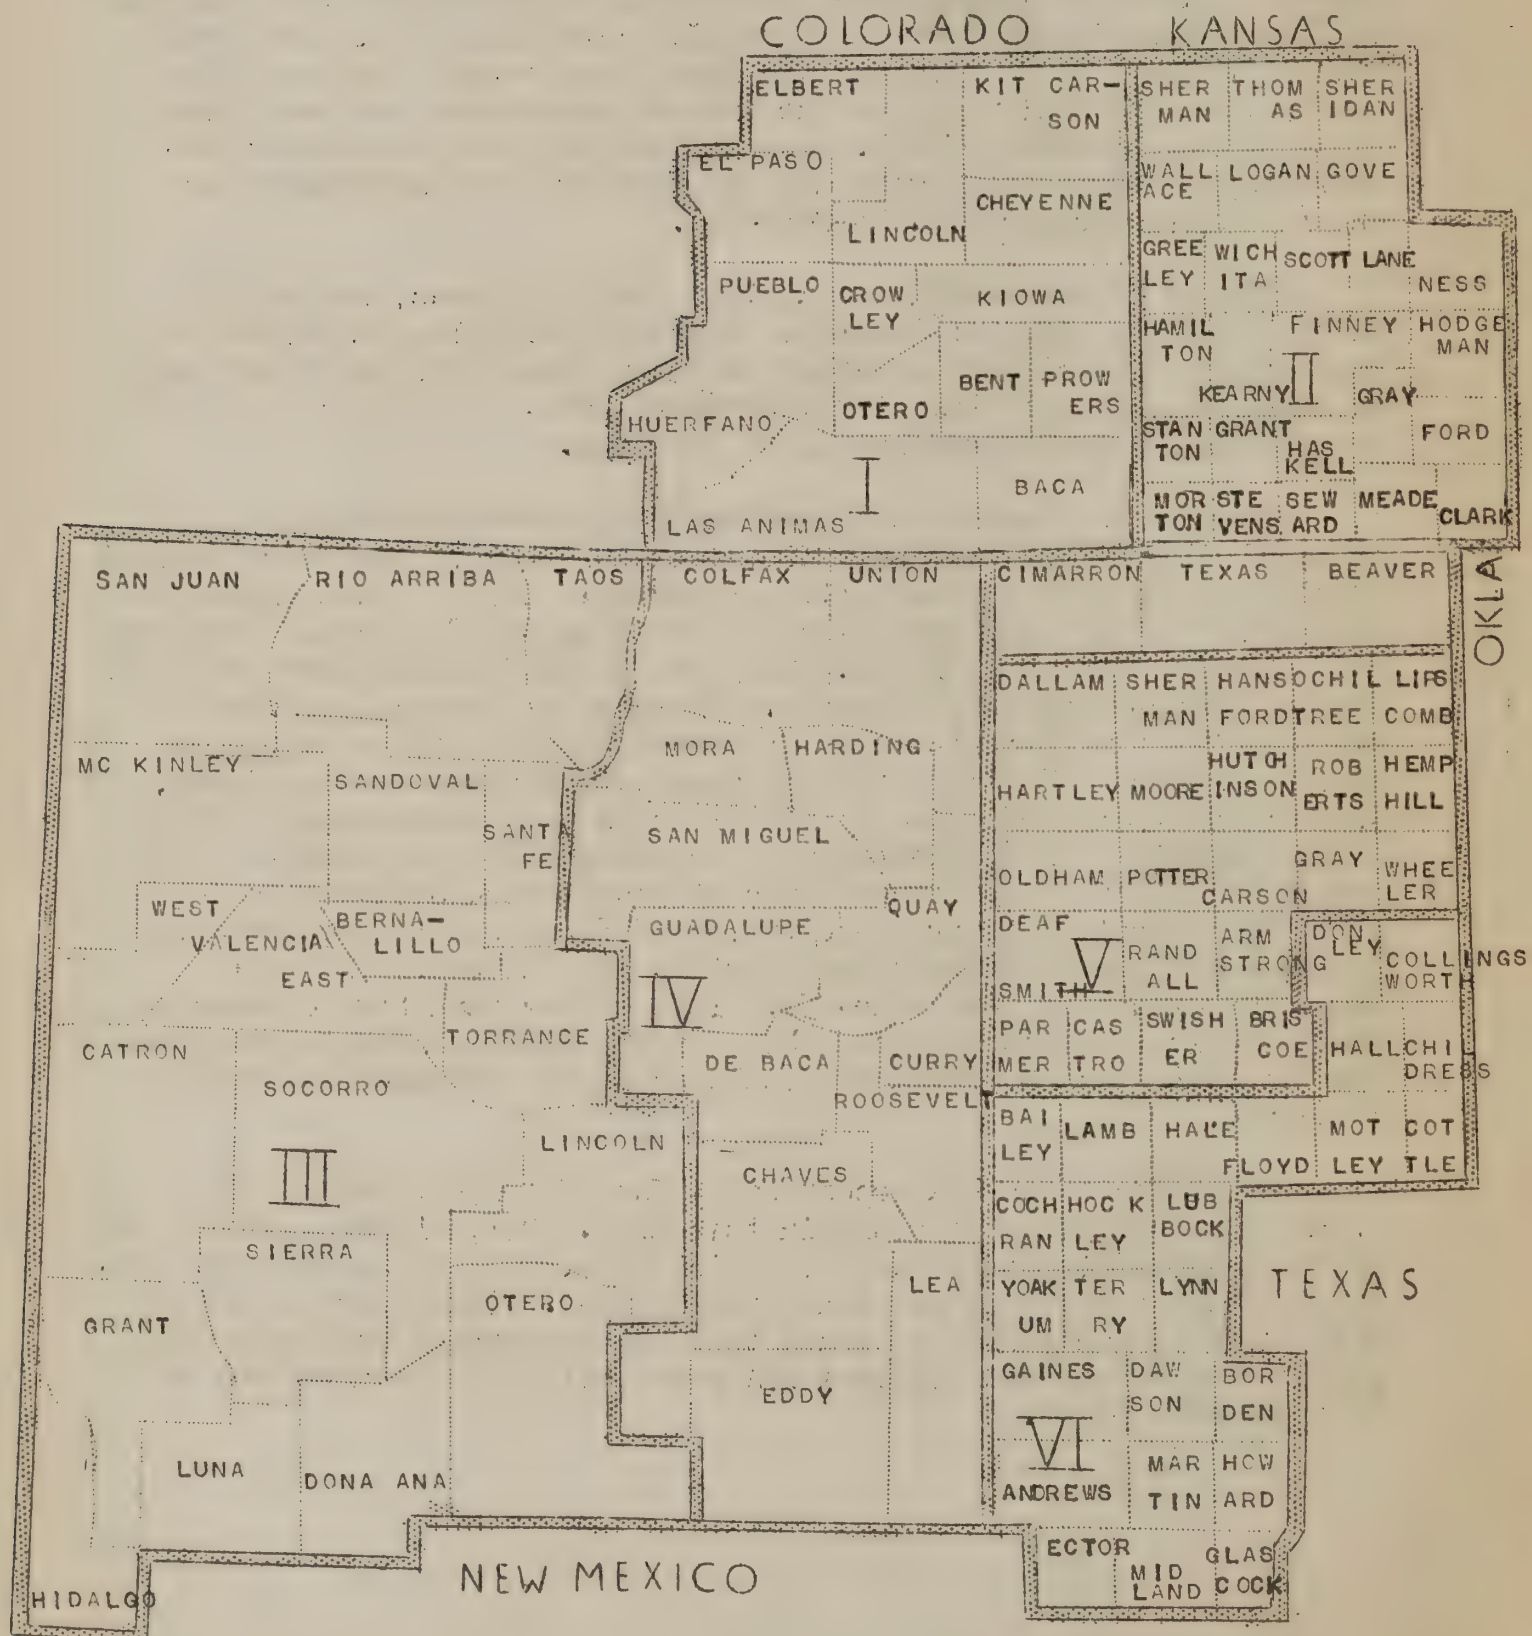 COLORADO KANSAS
ELBERT KIT CAR- SHER THOM SHER
SON MAN AS IDAN
EL PASO WALL LOGAN GOVE
ACE
CHEYENNE
LINCOLN
GREE WICH SCOTT LANE
LEY ITA NESS
PUEBLO CROW KIOWA
LEY
HAMIL FINNEY HODGE
TON MAN
II
BENT PROW
ERS
KEARNY GRAY
HUERFANO OTERO
STAN GRANT FORD
TON HAS
KELL
I
BACA
MOR STE SEW MEADE
TON VENS ARD CLARK
LAS ANIMAS
SAN JUAN RIO ARRIBA TAOS COLFAX UNION CIMARRON TEXAS BEAVER
OKLA
DALLAM SHER HANS OCHIL LIPS
MAN FORD TREE COMB
MC KINLEY MORA HARDING
SANDOVAL
HUTCH ROB HEMP
HARTLEY MOORE INSON ERTS HILL
SANTA SAN MIGUEL
FE
OLDHAM POTTER GRAY WHEE
CARSON LER
WEST BERNA- GUADALUPE QUAY
VALENCIA LILLO
EAST
DEAF RAND ARM DON
V ALL STRONG LEY COLLINGS
SMITH WORTH
IV
CATRON TORRANCE
DE BACA CURRY
PAR CAS SWISH BRIS
MER TRO ER COE HALL CHI
DRESS
SOCORRO ROOSEVELT
BAI LAMB HALE MOT COT
LEY FLOYD LEY TLE
LINCOLN
III
CHAVES
COCH HOC K LUB
RAN LEY BOCK
SIERRA
OTERO LEA
YOAK TER LYNN TEXAS
UM RY
GRANT
EDDY
GAINES DAW BOR
SON DEN
VI
LUNA DONA ANA
MAR HOW
ANDREWS TIN ARD
NEW MEXICO
ECTOR MID GLAS
LAND COCK
HIDALGO